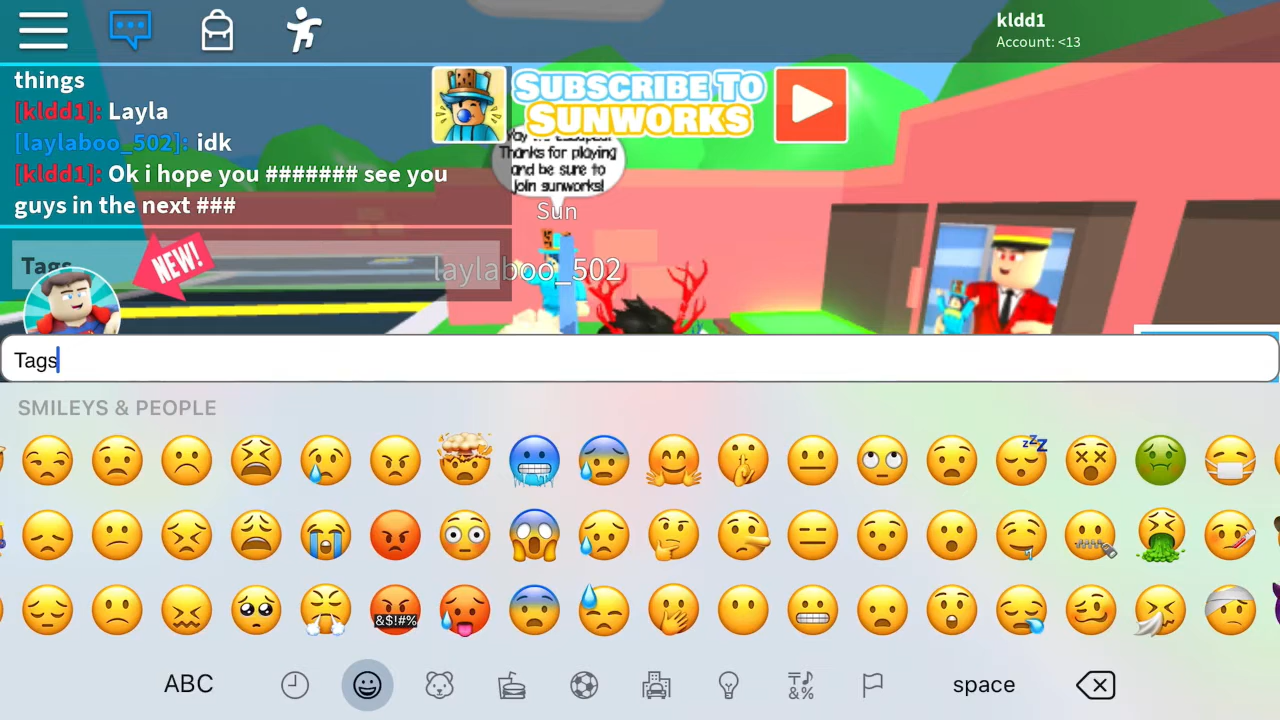 kldd1
Account: <13
things
[kldd1]: Layla
[laylaboo_502]: idk
[kldd1]: Ok i hope you ####### see you
guys in the next ###
SUBSCRIBE TO
SUNWORKS
Thanks for playing
and be sure to
join sunworks!
Sun
laylaboo_502
Tags
NEW!
Tags
SMILEYS & PEOPLE
&$!#%
ABC
space